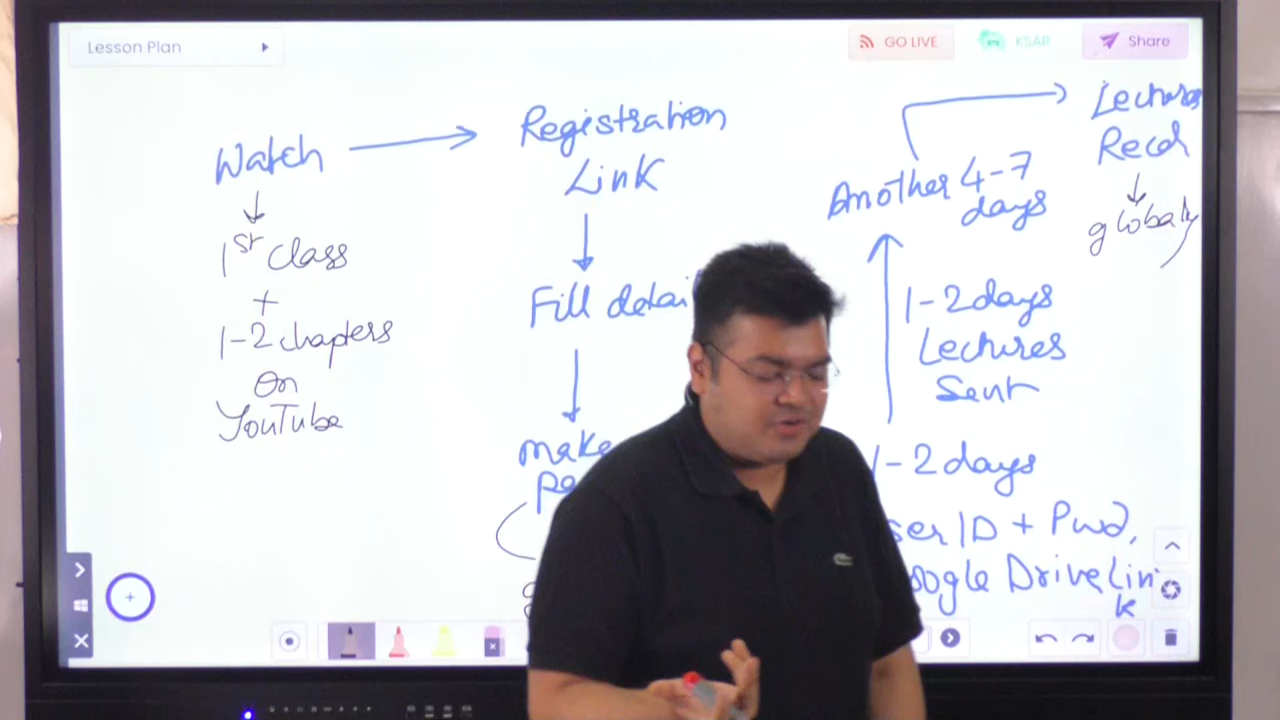 Lesson Plan
GO LIVE
KSAR
Share
Watch
1st class
+
1-2 chapters
on
YouTube
Registration
Link
Fill detai
make
Another 4-7
days
1-2 days
Lectures
Sent
1-2 days
ser ID + Pwd,
oogle Drive Lin
k
Lectures
Recd
globally